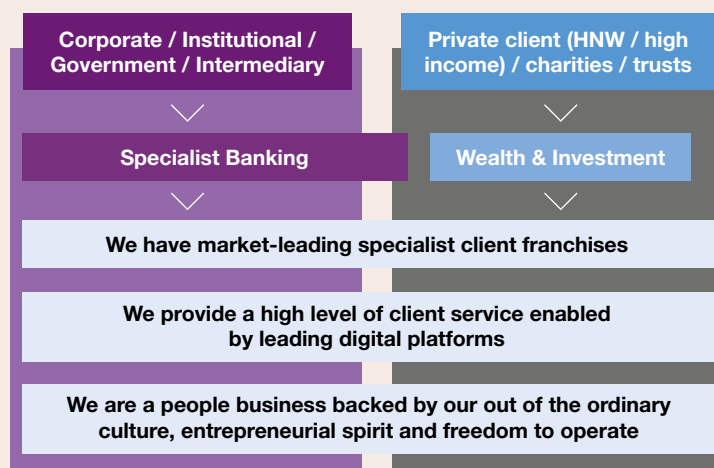 Corporate / Institutional /
Government / Intermediary
Private client (HNW / high
income) / charities / trusts
Specialist Banking
Wealth & Investment
We have market-leading specialist client franchises
We provide a high level of client service enabled
by leading digital platforms
We are a people business backed by our out of the ordinary
culture, entrepreneurial spirit and freedom to operate